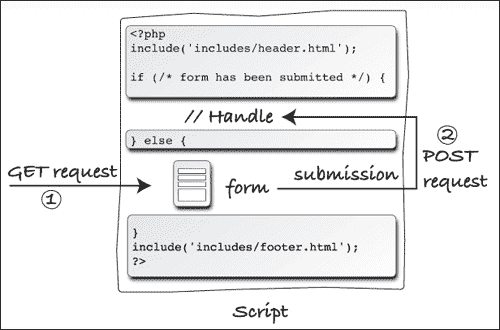 <?php
include('includes/header.html');
if (/* form has been submitted */) {
// Handle
} else {
GET request
1
form
submission
2
POST
request
}
include('includes/footer.html');
?>
Script